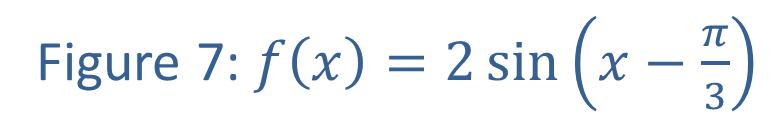 Figure 7: f(x) = 2 sin (x − π/3)